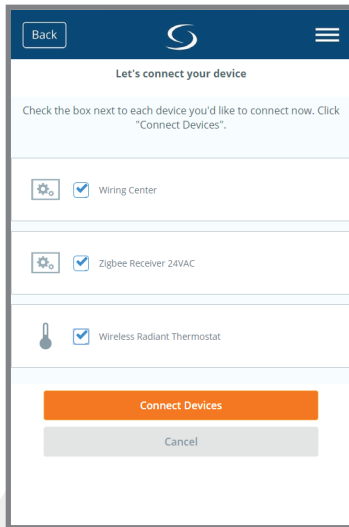 Back
Let's connect your device
Check the box next to each device you'd like to connect now. Click
"Connect Devices".
Wiring Center
Zigbee Receiver 24VAC
Wireless Radiant Thermostat
Connect Devices
Cancel